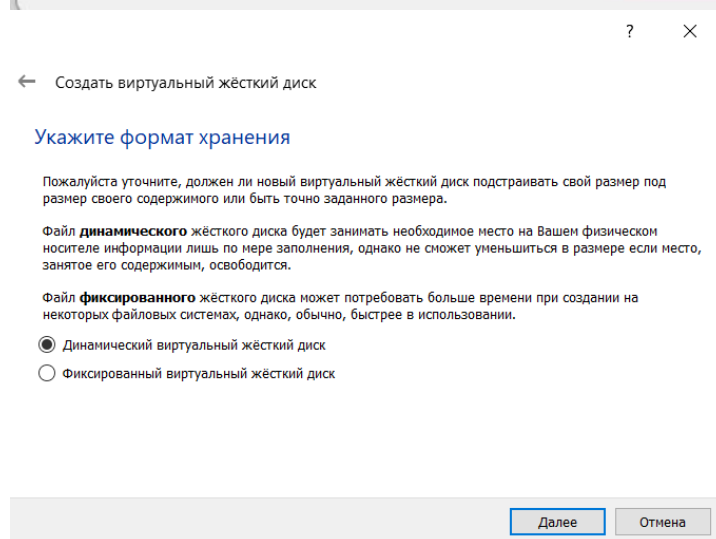 ?
Создать виртуальный жёсткий диск
Укажите формат хранения
Пожалуйста уточните, должен ли новый виртуальный жёсткий диск подстраивать свой размер под
размер своего содержимого или быть точно заданного размера.
Файл динамического жёсткого диска будет занимать необходимое место на Вашем физическом
носителе информации лишь по мере заполнения, однако не сможет уменьшиться в размере если место,
занятое его содержимым, освободится.
Файл фиксированного жёсткого диска может потребовать больше времени при создании на
некоторых файловых системах, однако, обычно, быстрее в использовании.
Динамический виртуальный жёсткий диск
Фиксированный виртуальный жёсткий диск
Далее Отмена